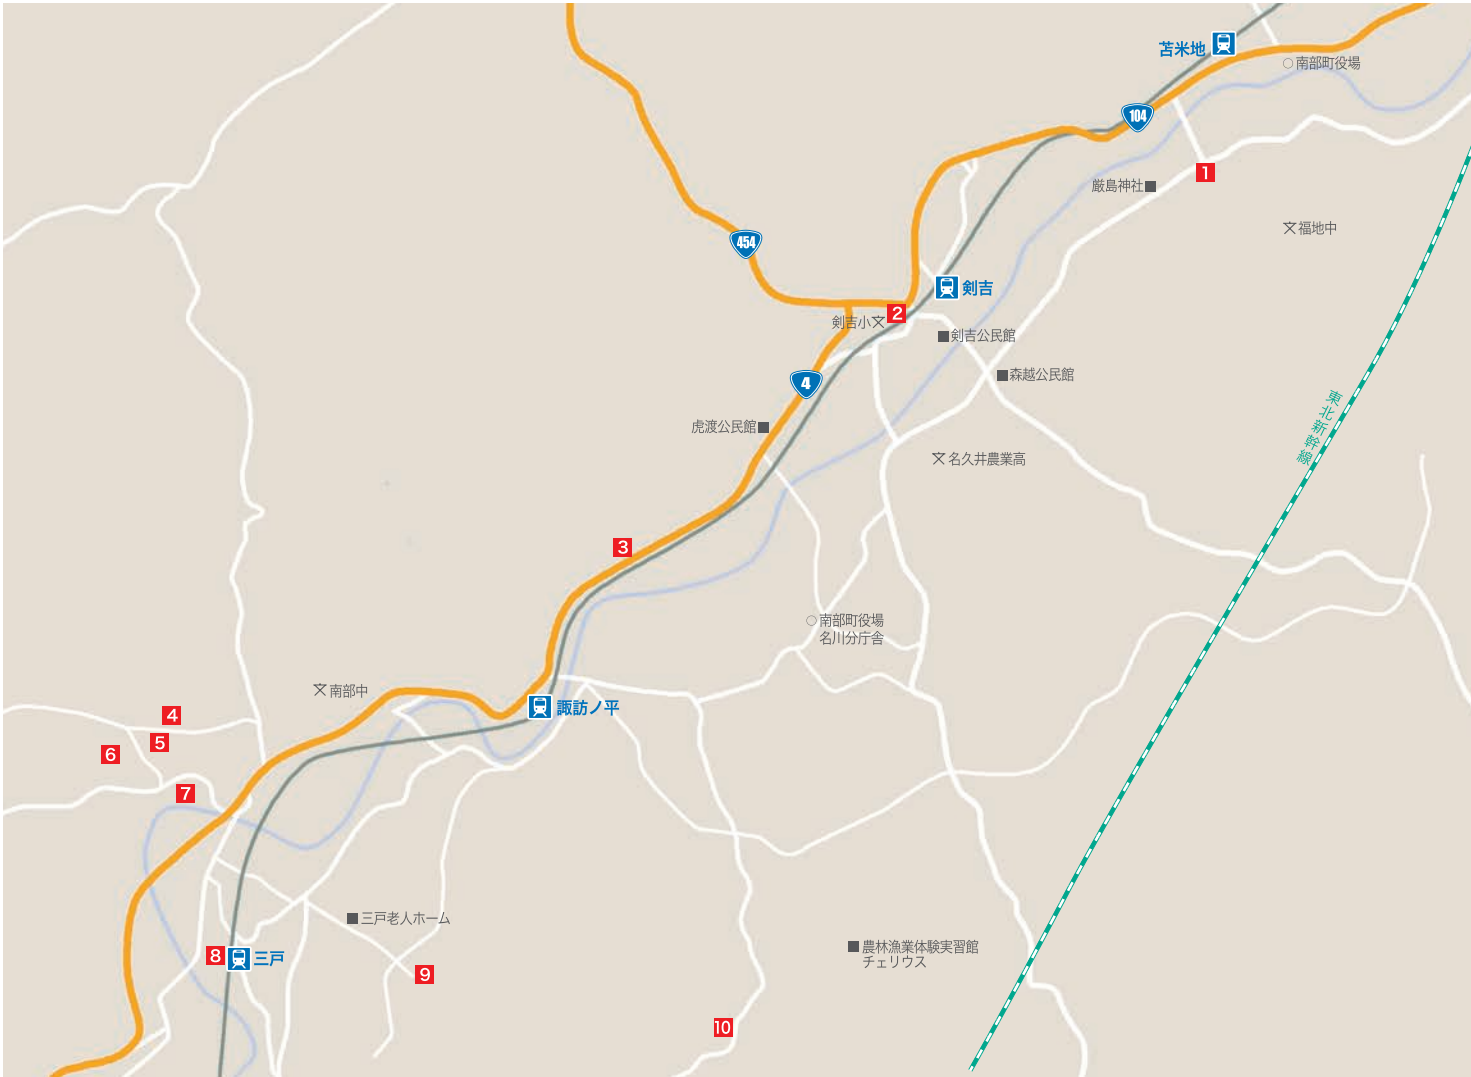 苫米地
南部町役場
104
厳島神社
1
福地中
454
剣吉
2
剣吉小
剣吉公民館
森越公民館
4
虎渡公民館
東北新幹線
名久井農業高
3
南部町役場
名川分庁舎
南部中
諏訪ノ平
4
5
6
7
三戸老人ホーム
8
三戸
9
農林漁業体験実習館
チェリウス
10